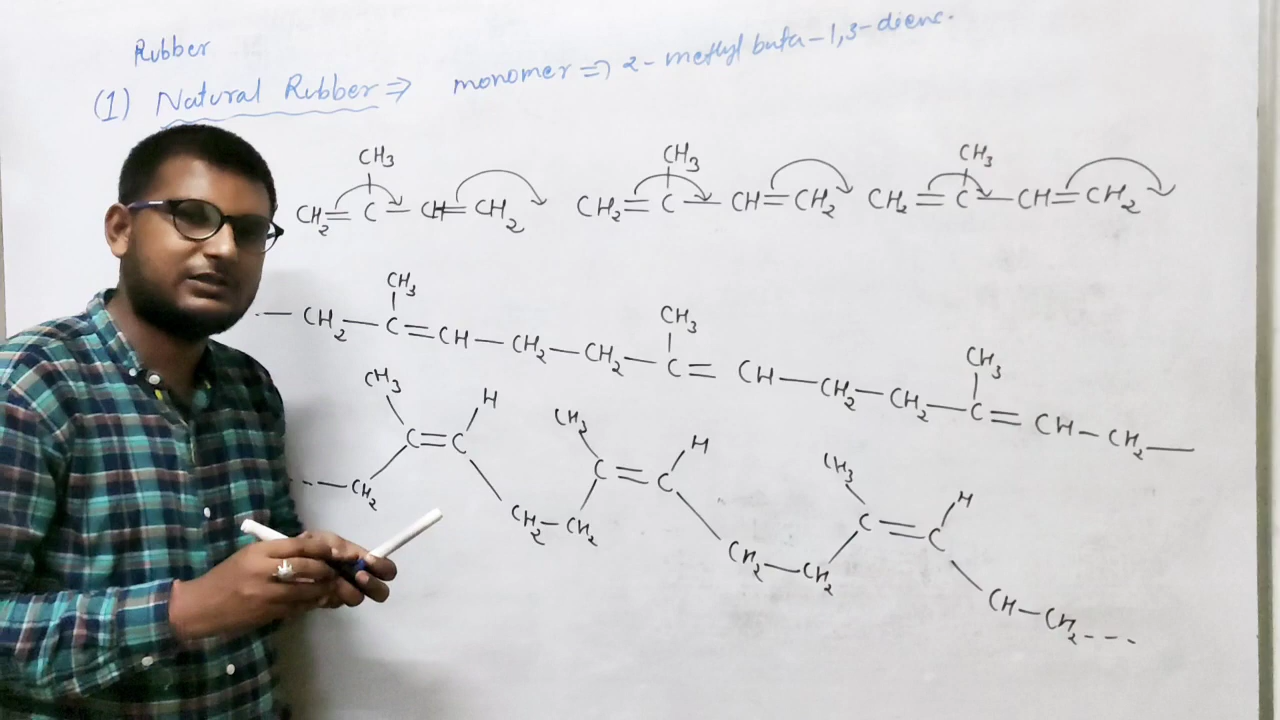 Rubber
(1) Natural Rubber ⇒ monomer ⇒ 2-methyl buta-1,3-diene.
CH3 CH3 CH3
CH2=C-CH=CH2 CH2=C-CH=CH2 CH2=C-CH=CH2
CH3 CH3 CH3
-CH2-C=CH-CH2-CH2-C=CH-CH2-CH2-C=CH-CH2-
CH3 H CH3 H CH3 H
C=C C=C C=C
---CH2 CH2-CH2 CH2-CH2 CH-CH2---